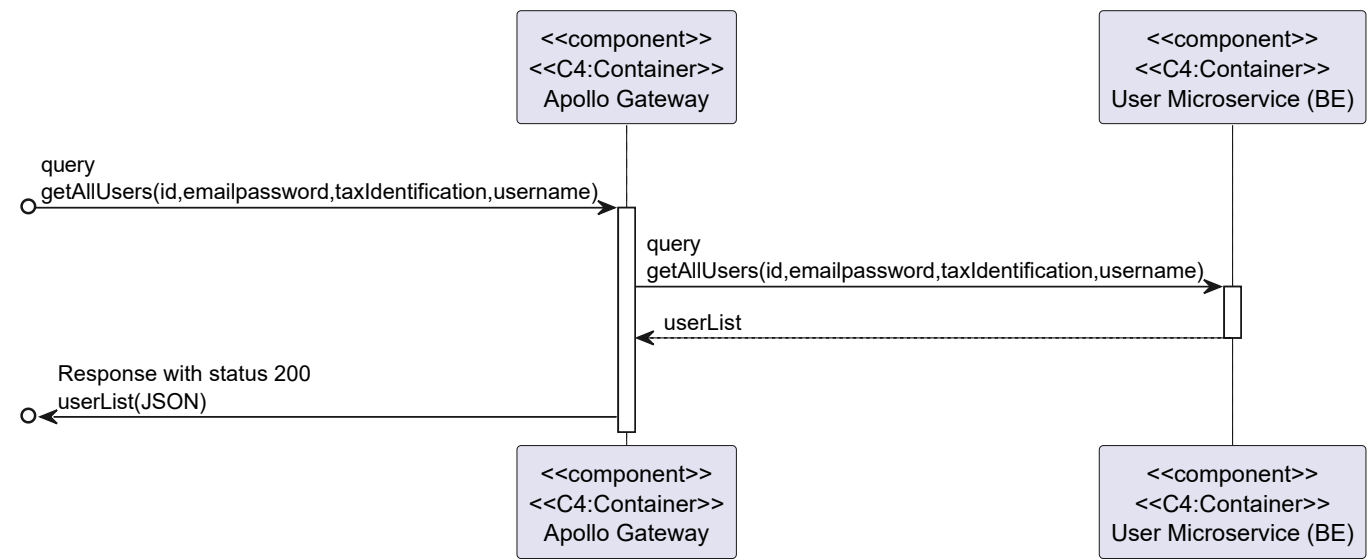 <<component>>
<<C4:Container>>
Apollo Gateway
<<component>>
<<C4:Container>>
User Microservice (BE)
query
getAllUsers(id,emailpassword,taxIdentification,username)
query
getAllUsers(id,emailpassword,taxIdentification,username)
userList
Response with status 200
userList(JSON)
<<component>>
<<C4:Container>>
Apollo Gateway
<<component>>
<<C4:Container>>
User Microservice (BE)